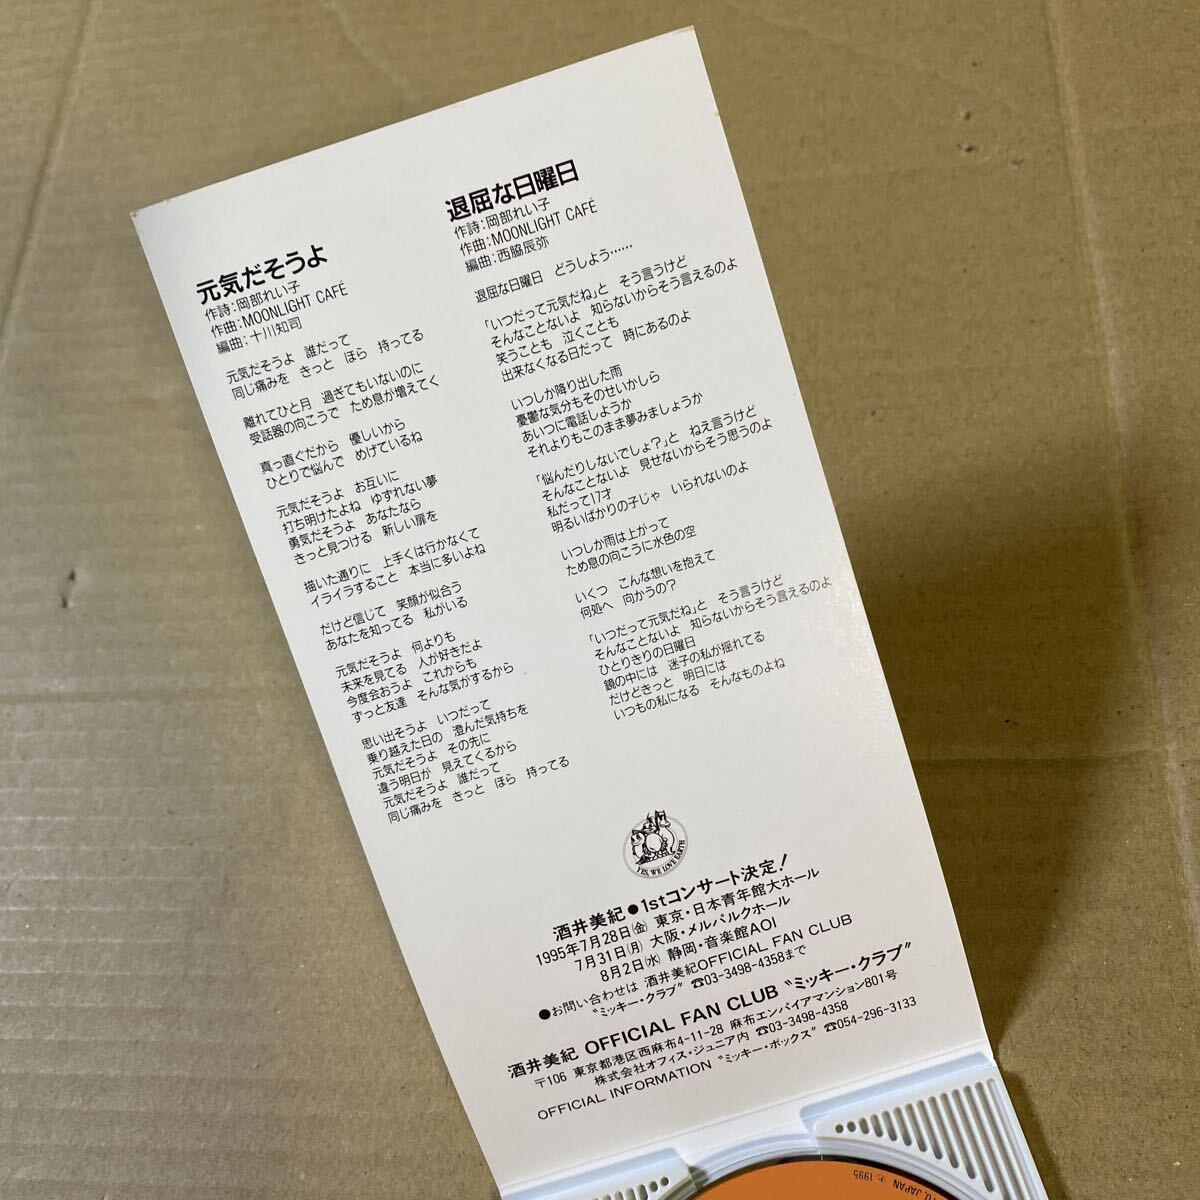 元気だそうよ
作詩：岡部れい子
作曲：MOONLIGHT CAFÉ
編曲：十川知司
元気だそうよ　誰だって
同じ痛みを　きっと　ほら　持ってる
離れてひと月　過ぎてもいないのに
受話器の向こうで　ため息が増えてく
真っ直ぐだから　優しいから
ひとりで悩んで　めげているね
元気だそうよ　お互いに
打ち明けたよね　ゆずれない夢
勇気だそうよ　あなたなら
きっと見つける　新しい扉を
描いた通りに　上手くは行かなくて
イライラすること　本当に多いよね
だけど信じて　笑顔が似合う
あなたを知ってる　私がいる
元気だそうよ　何よりも
未来を見てる　人が好きだよ
今度会おうよ　これからも
ずっと友達　そんな気がするから
思い出そうよ　いつだって
乗り越えた日の　澄んだ気持ちを
元気だそうよ　その先に
違う明日が　見えてくるから
元気だそうよ　誰だって
同じ痛みを　きっと　ほら　持ってる
退屈な日曜日
作詩：岡部れい子
作曲：MOONLIGHT CAFÉ
編曲：西脇辰弥
退屈な日曜日　どうしよう……
「いつだって元気だね」と　そう言うけど
そんなことないよ　知らないからそう言えるのよ
笑うことも　泣くことも
出来なくなる日だって　時にあるのよ
いつしか降り出した雨
憂鬱な気分もそのせいかしら
あいつに電話しようか
それよりもこのまま夢みましょうか
「悩んだりしないでしょ？」と　ねえ言うけど
そんなことないよ　見せないからそう思うのよ
私だって17才
明るいばかりの子じゃ　いられないのよ
いつしか雨は上がって
ため息の向こうに水色の空
いくつ　こんな想いを抱えて
何処へ　向かうの？
「いつだって元気だね」と　そう言うけど
そんなことないよ　知らないからそう言えるのよ
ひとりきりの日曜日
鏡の中には　迷子の私が揺れてる
だけどきっと　明日には
いつもの私になる　そんなものよね
YES, WE LOVE EARTH
酒井美紀●1stコンサート決定！
1995年7月28日㈮ 東京・日本青年館大ホール
7月31日㈪ 大阪・メルパルクホール
8月2日㈬ 静岡・音楽館AOI
●お問い合わせは 酒井美紀OFFICIAL FAN CLUB
“ミッキー・クラブ” ☎03-3498-4358まで
酒井美紀 OFFICIAL FAN CLUB “ミッキー・クラブ”
〒106 東京都港区西麻布4-11-28 麻布エンパイアマンション801号
株式会社オフィス・ジュニア内 ☎03-3498-4358
OFFICIAL INFORMATION “ミッキー・ボックス” ☎054-296-3133
JAPAN ℗ 1995